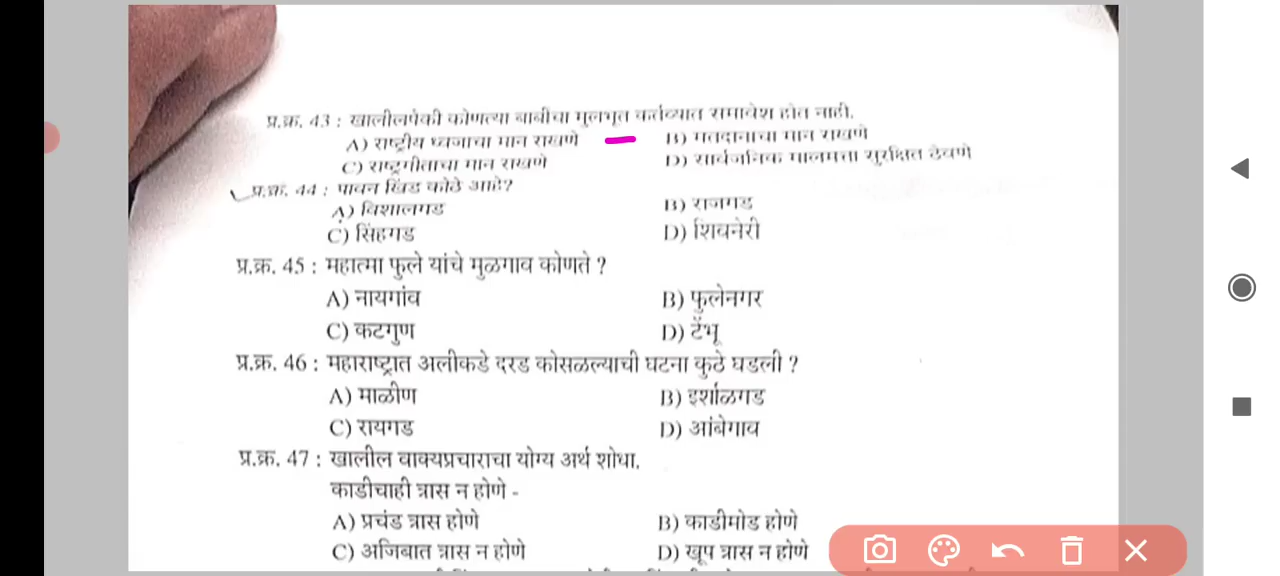 प्र.क्र. 43 : खालीलपैकी कोणत्या बाबींचा मुलभूत कर्तव्यात समावेश होत नाही.
A) राष्ट्रीय ध्वजाचा मान राखणे B) मतदानाचा मान राखणे
C) राष्ट्रगीताचा मान राखणे D) सार्वजनिक मालमत्ता सुरक्षित ठेवणे
प्र.क्र. 44 : पावन खिंड कोठे आहे?
A) विशालगड B) राजगड
C) सिंहगड D) शिवनेरी
प्र.क्र. 45 : महात्मा फुले यांचे मुळगाव कोणते ?
A) नायगांव B) फुलेनगर
C) कटगुण D) टेंभू
प्र.क्र. 46 : महाराष्ट्रात अलीकडे दरड कोसळल्याची घटना कुठे घडली ?
A) माळीण B) इर्शाळगड
C) रायगड D) आंबेगाव
प्र.क्र. 47 : खालील वाक्यप्रचाराचा योग्य अर्थ शोधा.
काडीचाही त्रास न होणे -
A) प्रचंड त्रास होणे B) काडीमोड होणे
C) अजिबात त्रास न होणे D) खूप त्रास न होणे